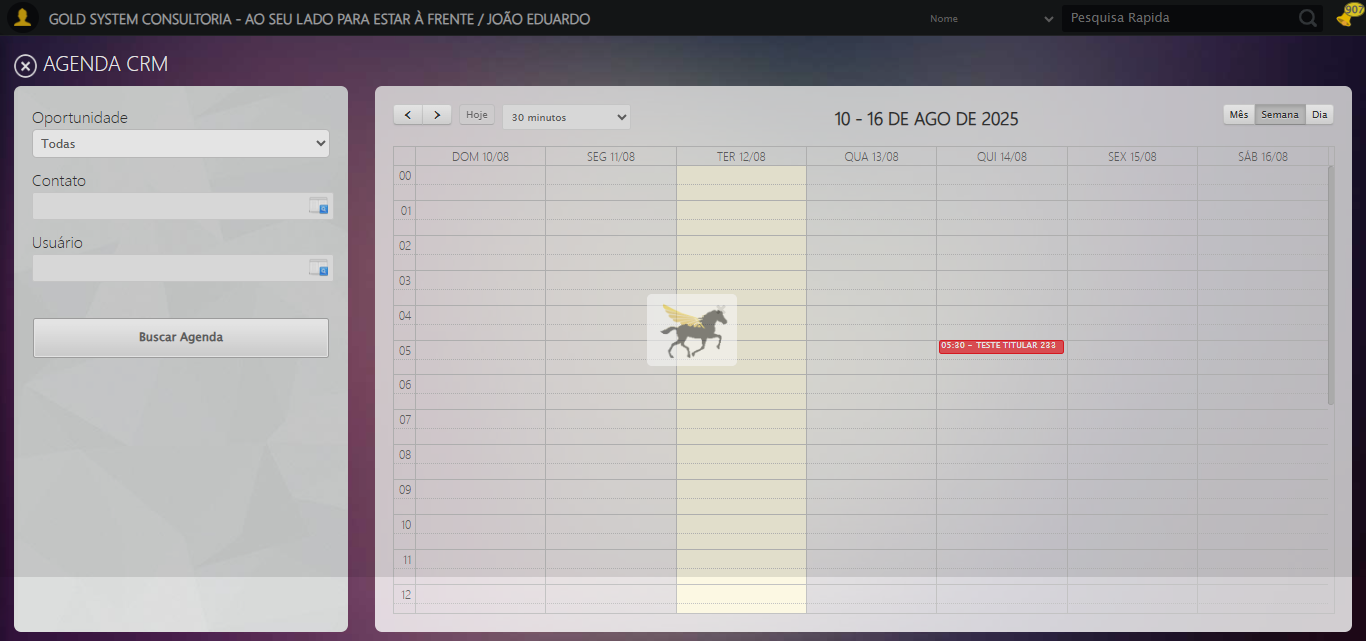 GOLD SYSTEM CONSULTORIA - AO SEU LADO PARA ESTAR À FRENTE / JOÃO EDUARDO
Nome
Pesquisa Rapida
907
AGENDA CRM
Oportunidade
Todas
Contato
Usuário
Buscar Agenda
Hoje
30 minutos
10 - 16 DE AGO DE 2025
Mês Semana Dia
DOM 10/08 SEG 11/08 TER 12/08 QUA 13/08 QUI 14/08 SEX 15/08 SÁB 16/08
00
01
02
03
04
05
05:30 - TESTE TITULAR 233
06
07
08
09
10
11
12